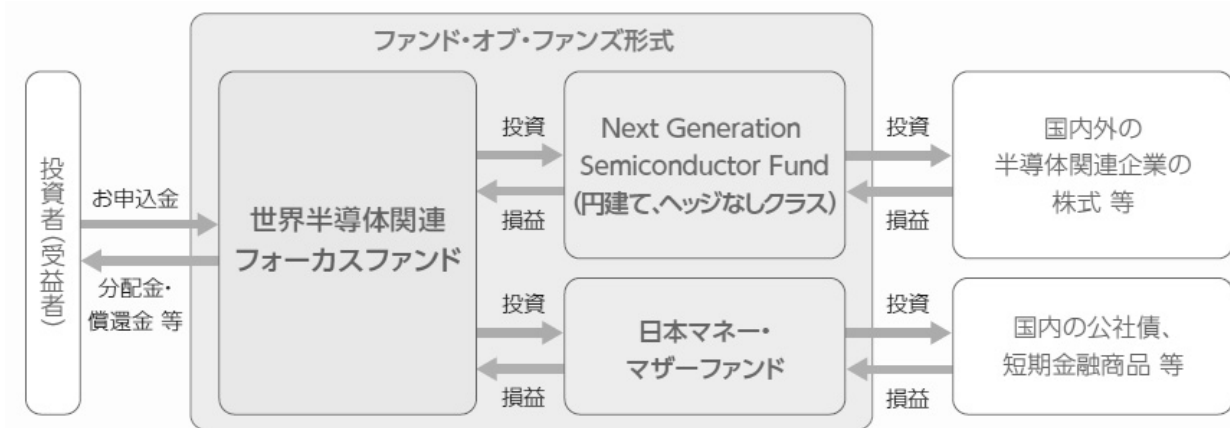 ファンド・オブ・ファンズ形式
投資者(受益者)
お申込金
分配金・
償還金 等
世界半導体関連
フォーカスファンド
投資
損益
Next Generation
Semiconductor Fund
(円建て、ヘッジなしクラス)
投資
損益
国内外の
半導体関連企業の
株式 等
投資
損益
日本マネー・
マザーファンド
投資
損益
国内の公社債、
短期金融商品 等